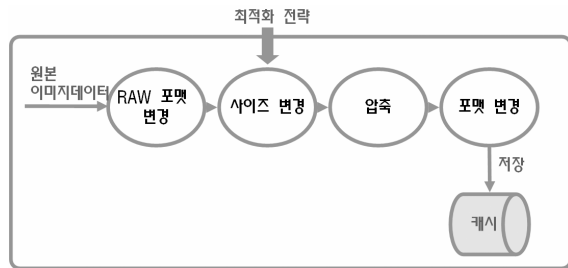 최적화 전략
원본
이미지데이터
RAW 포맷
변경
사이즈 변경
압축
포맷 변경
저장
캐시